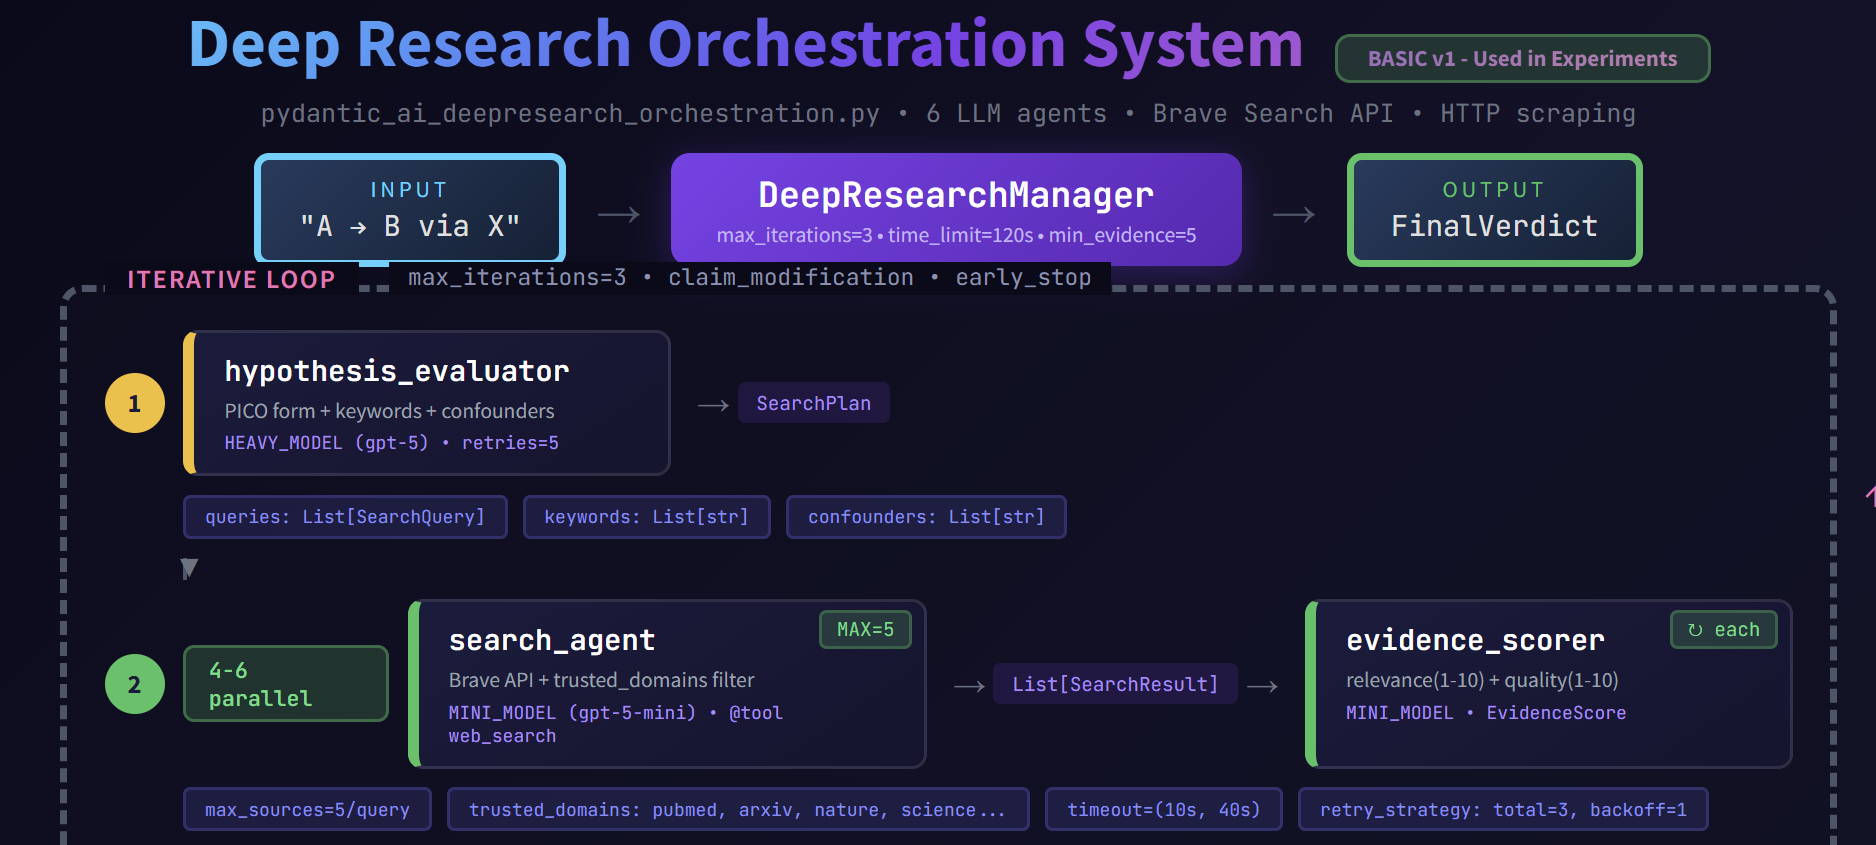 Deep Research Orchestration System
BASIC v1 - Used in Experiments
pydantic_ai_deepresearch_orchestration.py • 6 LLM agents • Brave Search API • HTTP scraping
INPUT
"A → B via X"
→
DeepResearchManager
max_iterations=3 • time_limit=120s • min_evidence=5
→
OUTPUT
FinalVerdict
ITERATIVE LOOP
max_iterations=3 • claim_modification • early_stop
1
hypothesis_evaluator
PICO form + keywords + confounders
HEAVY_MODEL (gpt-5) • retries=5
→
SearchPlan
queries: List[SearchQuery]
keywords: List[str]
confounders: List[str]
▼
2
4-6
parallel
search_agent
MAX=5
Brave API + trusted_domains filter
MINI_MODEL (gpt-5-mini) • @tool
web_search
→
List[SearchResult]
→
evidence_scorer
↻ each
relevance(1-10) + quality(1-10)
MINI_MODEL • EvidenceScore
max_sources=5/query
trusted_domains: pubmed, arxiv, nature, science...
timeout=(10s, 40s)
retry_strategy: total=3, backoff=1